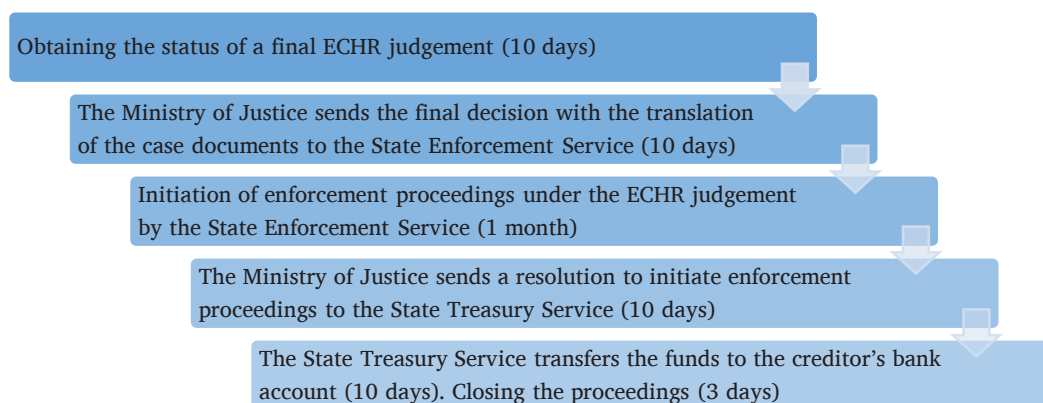 Obtaining the status of a final ECHR judgement (10 days)
The Ministry of Justice sends the final decision with the translation
of the case documents to the State Enforcement Service (10 days)
Initiation of enforcement proceedings under the ECHR judgement
by the State Enforcement Service (1 month)
The Ministry of Justice sends a resolution to initiate enforcement
proceedings to the State Treasury Service (10 days)
The State Treasury Service transfers the funds to the creditor’s bank
account (10 days). Closing the proceedings (3 days)